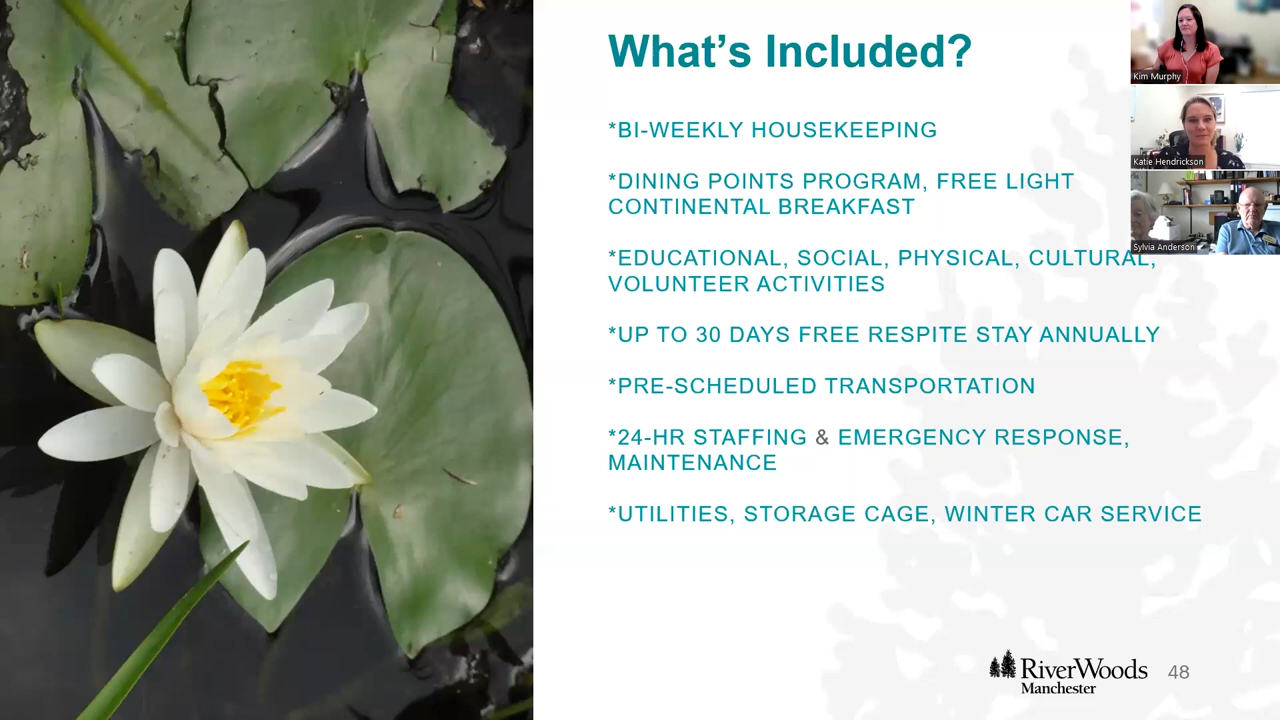 What's Included?
*BI-WEEKLY HOUSEKEEPING
*DINING POINTS PROGRAM, FREE LIGHT
CONTINENTAL BREAKFAST
*EDUCATIONAL, SOCIAL, PHYSICAL, CULTURAL,
VOLUNTEER ACTIVITIES
*UP TO 30 DAYS FREE RESPITE STAY ANNUALLY
*PRE-SCHEDULED TRANSPORTATION
*24-HR STAFFING & EMERGENCY RESPONSE,
MAINTENANCE
*UTILITIES, STORAGE CAGE, WINTER CAR SERVICE
Kim Murphy
Katie Hendrickson
Sylvia Anderson
RiverWoods
Manchester
48